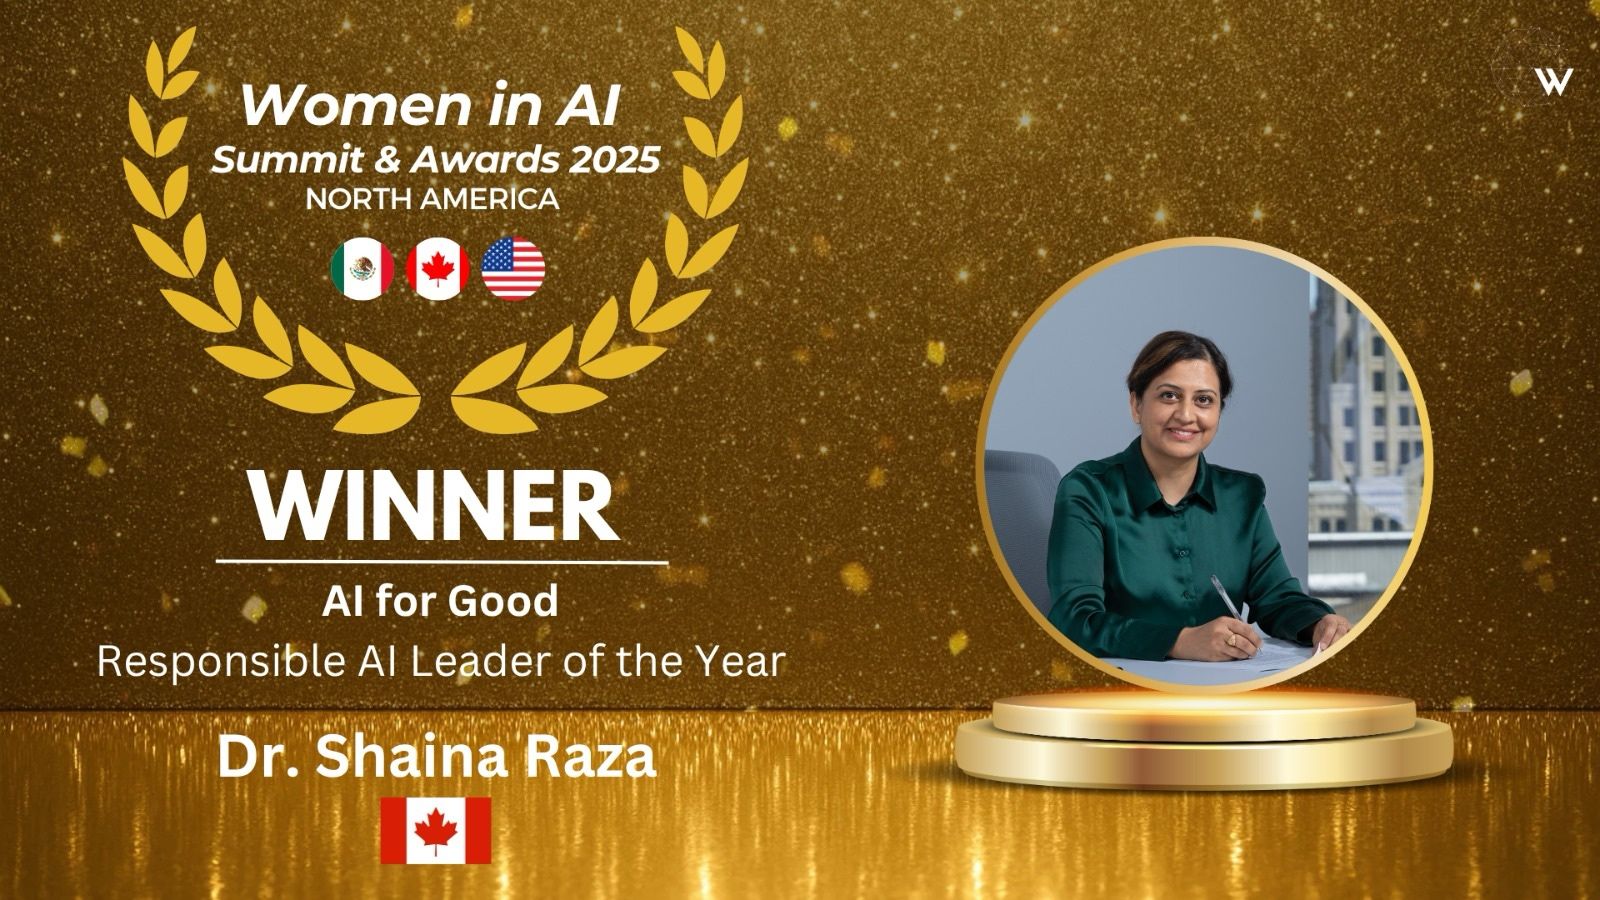 Women in AI
Summit & Awards 2025
NORTH AMERICA
W
WINNER
AI for Good
Responsible AI Leader of the Year
Dr. Shaina Raza